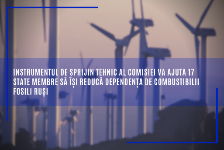 INSTRUMENTUL DE SPRIJIN TEHNIC AL COMISIEI VA AJUTA 17
STATE MEMBRE SĂ ÎȘI REDUCĂ DEPENDENȚA DE COMBUSTIBILII
FOSILI RUȘI